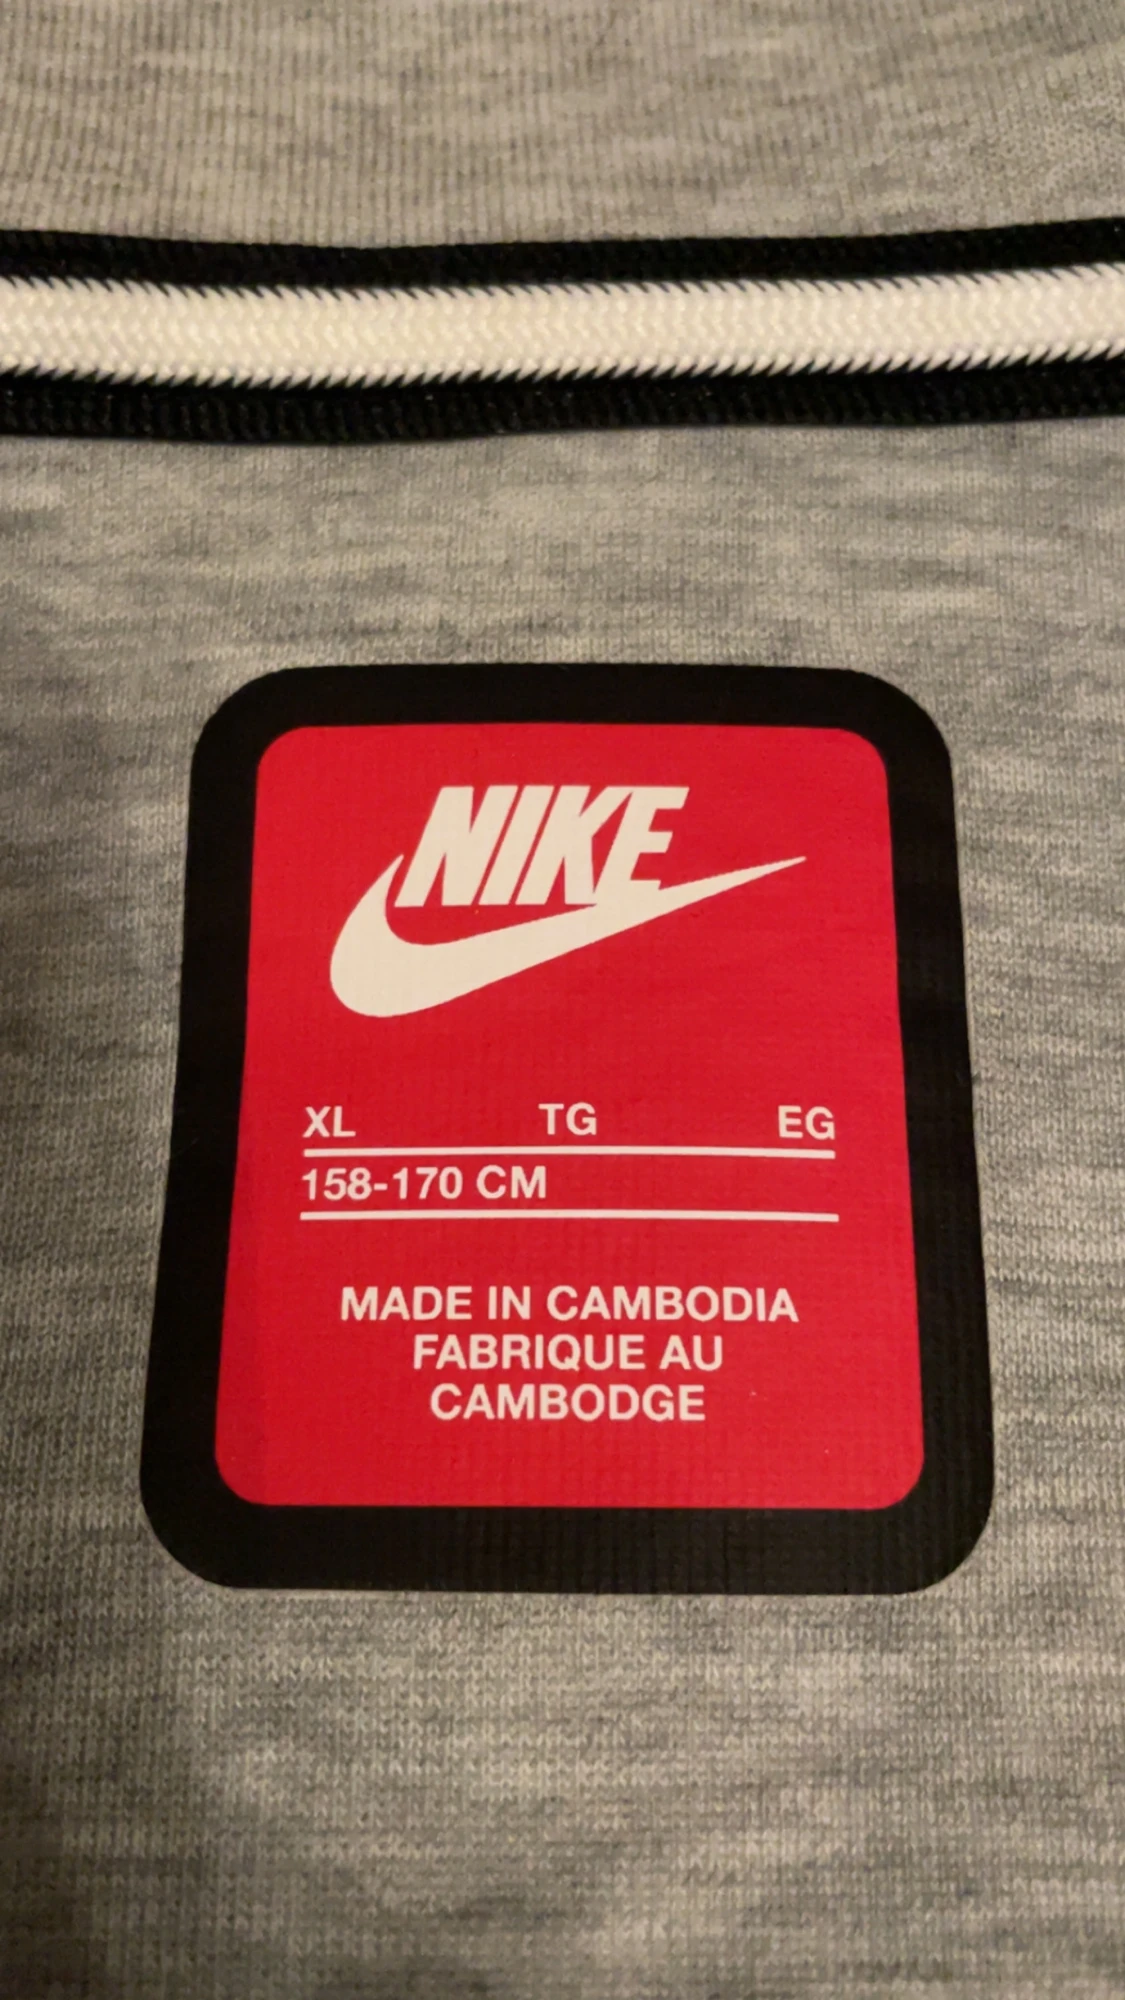 NIKE
XL TG EG
158-170 CM
MADE IN CAMBODIA
FABRIQUE AU
CAMBODGE